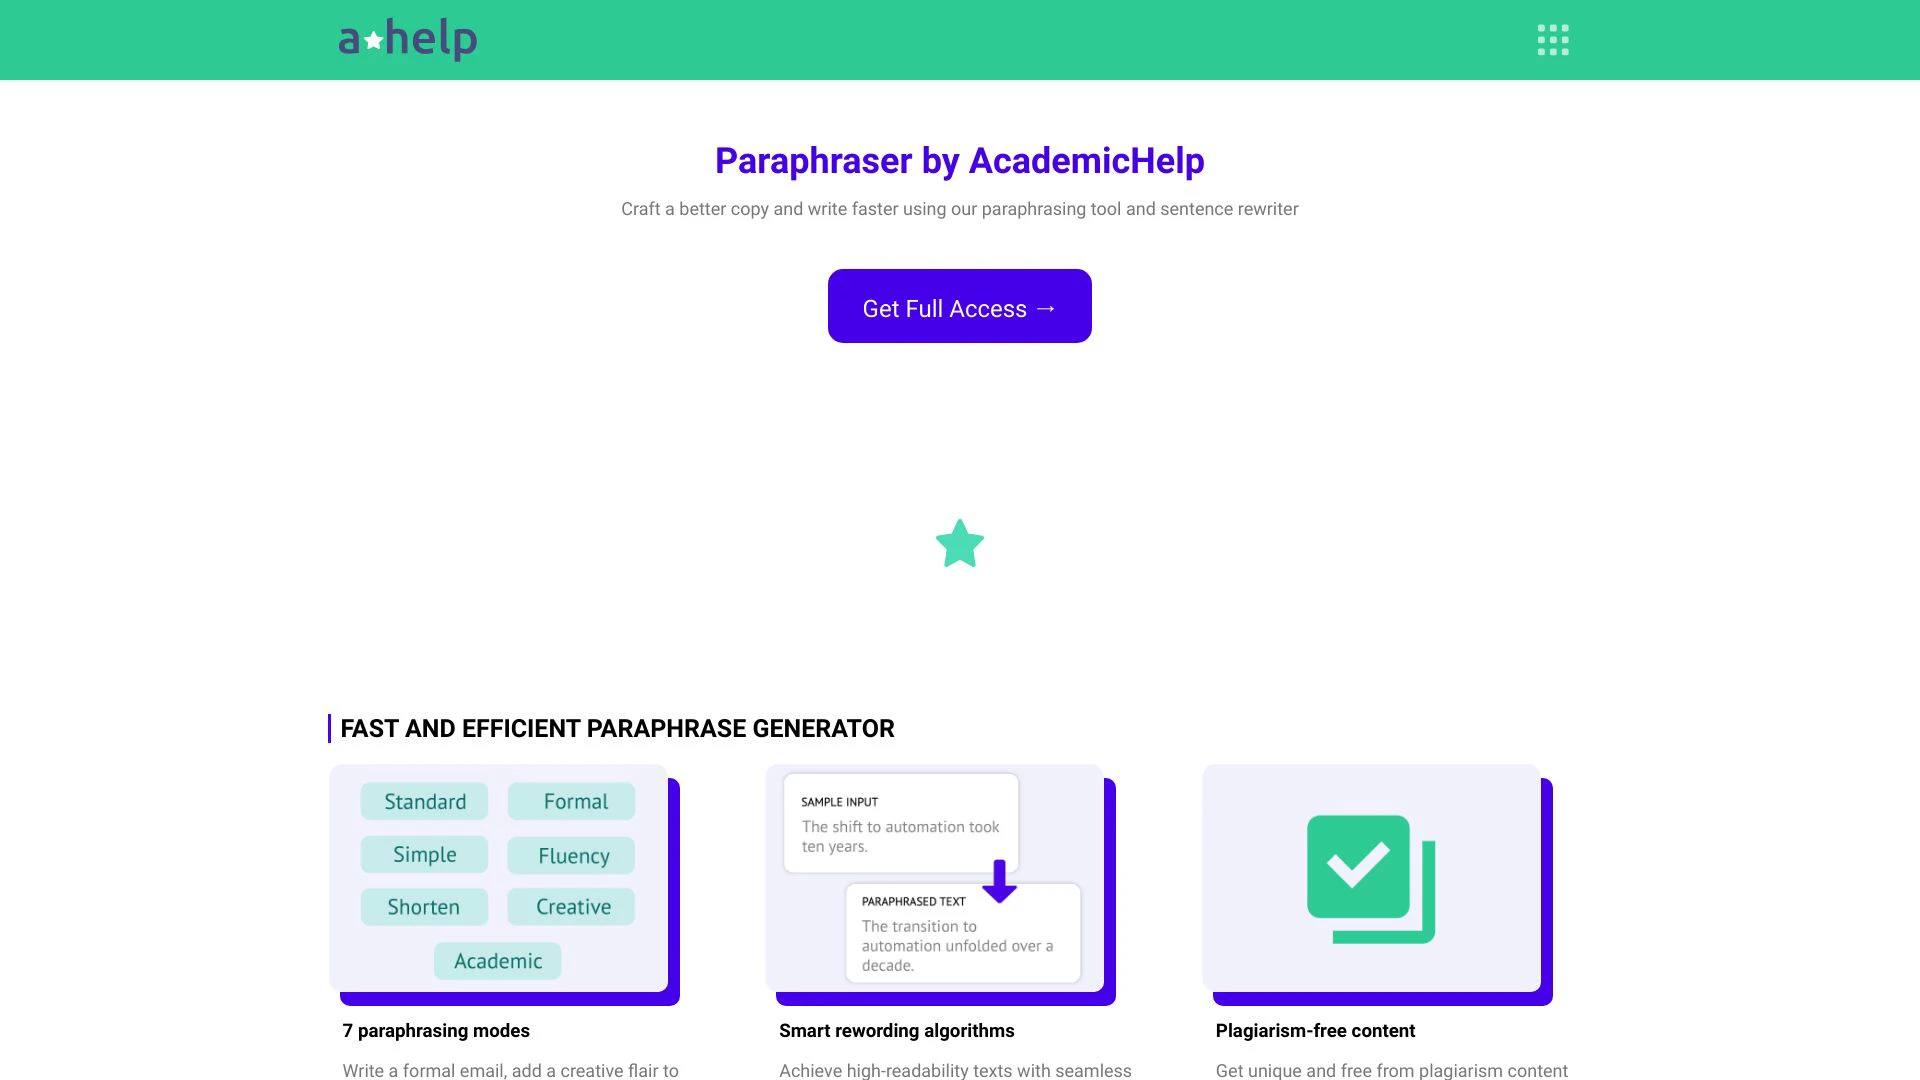 a help
Paraphraser by AcademicHelp
Craft a better copy and write faster using our paraphrasing tool and sentence rewriter
Get Full Access →
FAST AND EFFICIENT PARAPHRASE GENERATOR
Standard
Formal
Simple
Fluency
Shorten
Creative
Academic
SAMPLE INPUT
The shift to automation took
ten years.
PARAPHRASED TEXT
The transition to
automation unfolded over a
decade.
7 paraphrasing modes
Smart rewording algorithms
Plagiarism-free content
Write a formal email, add a creative flair to
Achieve high-readability texts with seamless
Get unique and free from plagiarism content